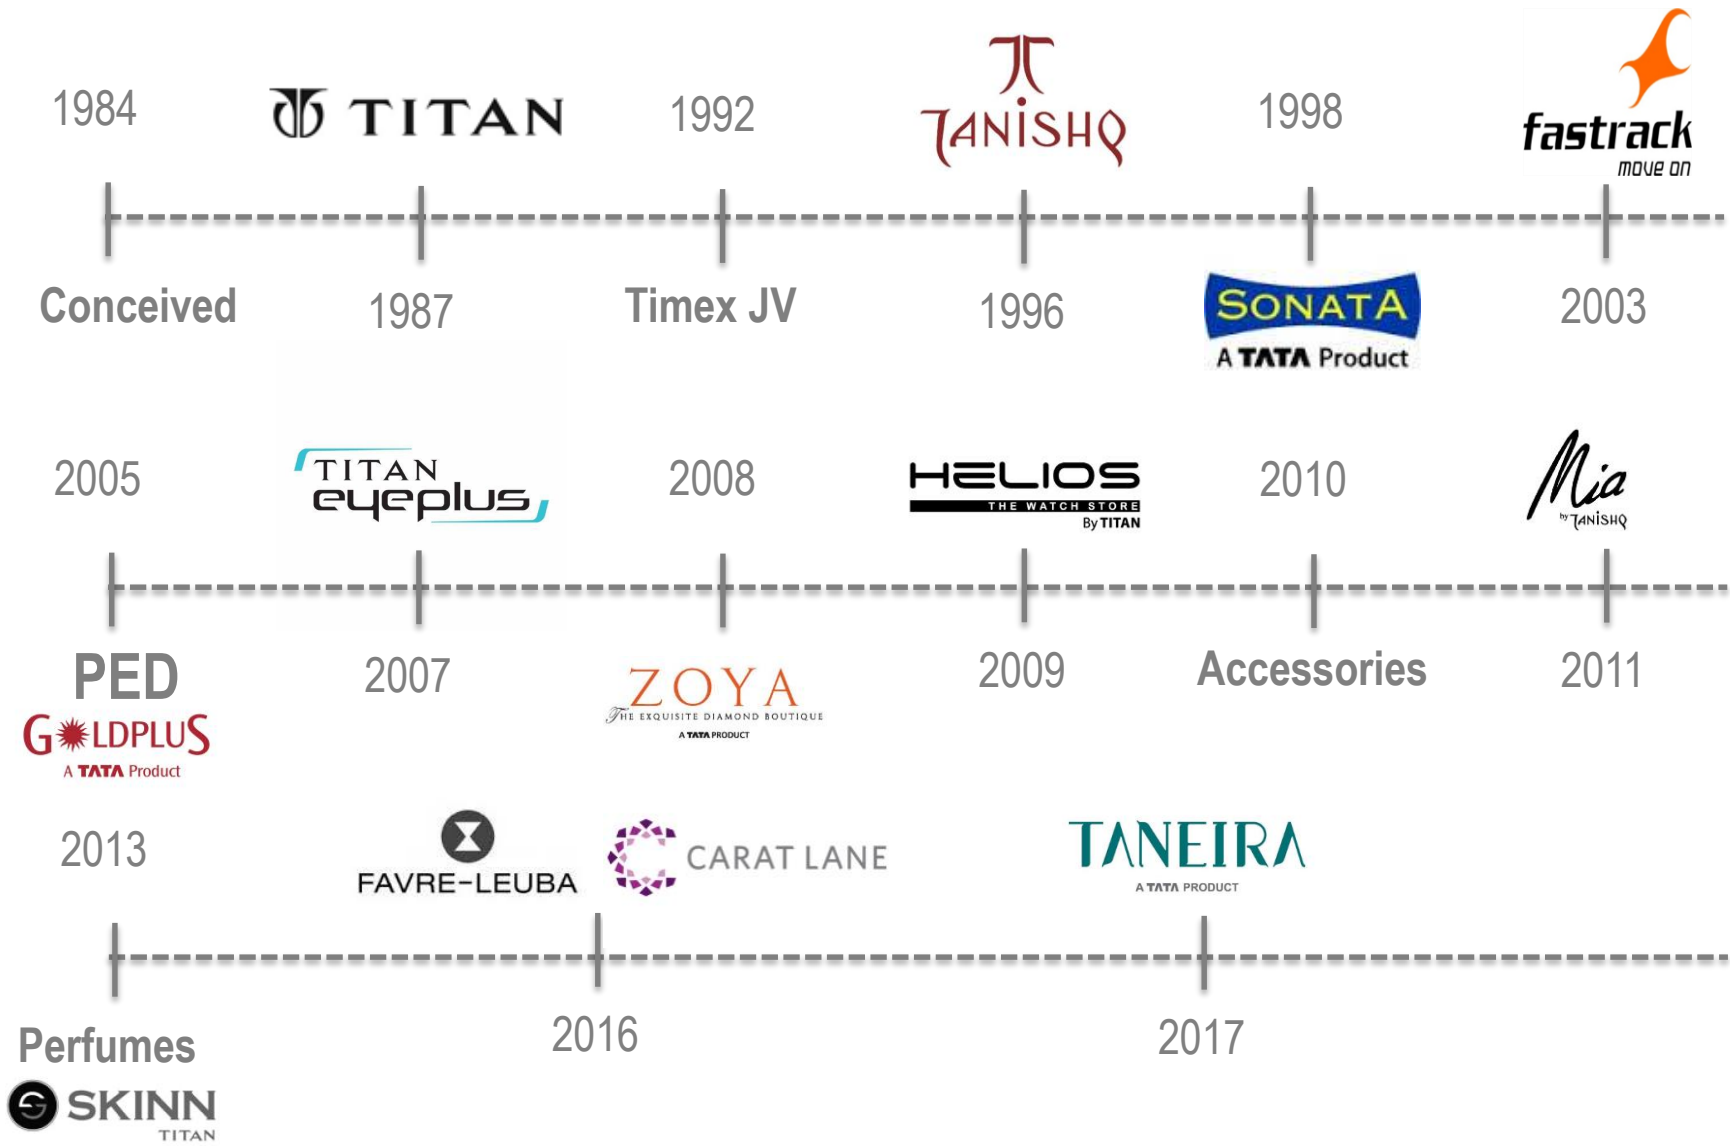 1984
TITAN
1992
TANISHQ
1998
fastrack
move on
Conceived
1987
Timex JV
1996
SONATA
A TATA Product
2003
2005
TITAN
eyeplus
2008
HELIOS
THE WATCH STORE
By TITAN
2010
Mia
by TANISHQ
PED
GOLDPLUS
A TATA Product
2007
ZOYA
THE EXQUISITE DIAMOND BOUTIQUE
A TATA PRODUCT
2009
Accessories
2011
2013
FAVRE-LEUBA
CARAT LANE
TANEIRA
A TATA PRODUCT
Perfumes
SKINN
TITAN
2016
2017